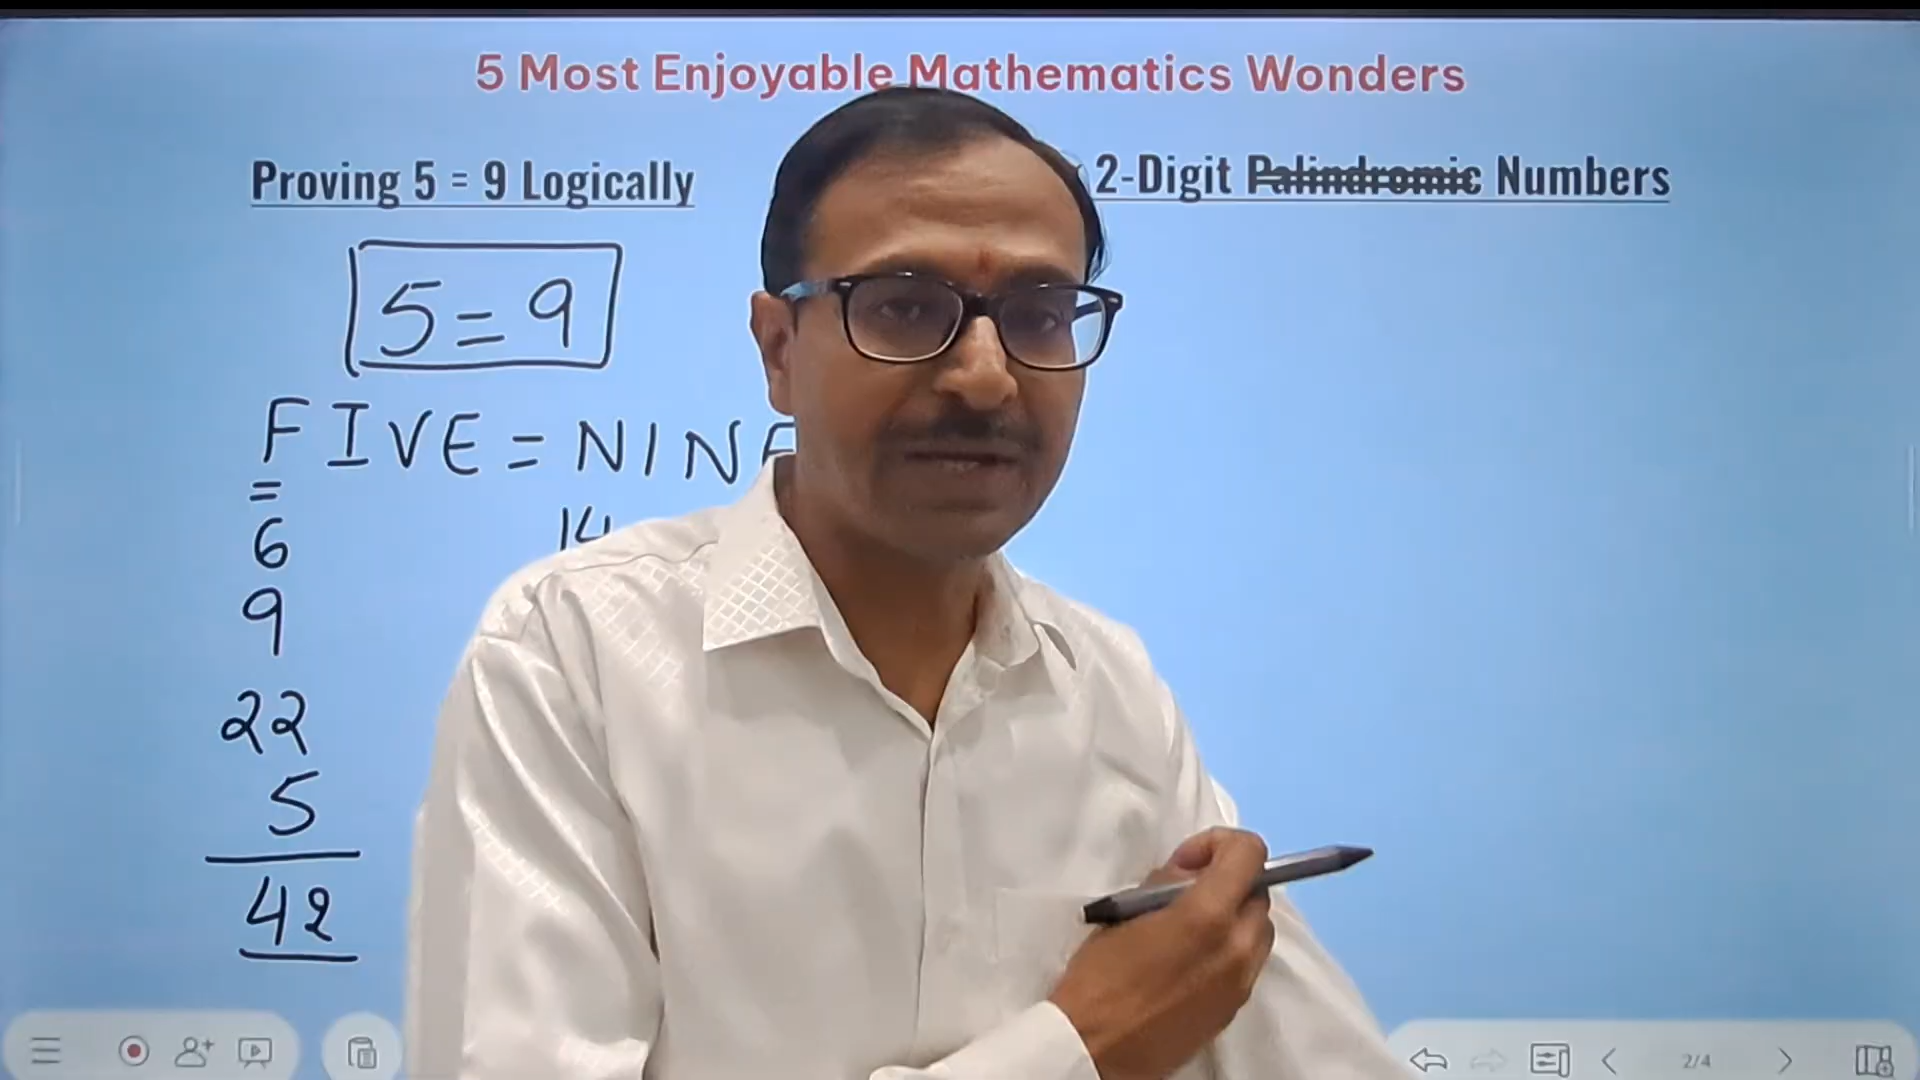 5 Most Enjoyable Mathematics Wonders
Proving 5 = 9 Logically
2-Digit Palindromic Numbers
5 = 9
FIVE = NINE
=
6
14
9
22
5
42
2/4